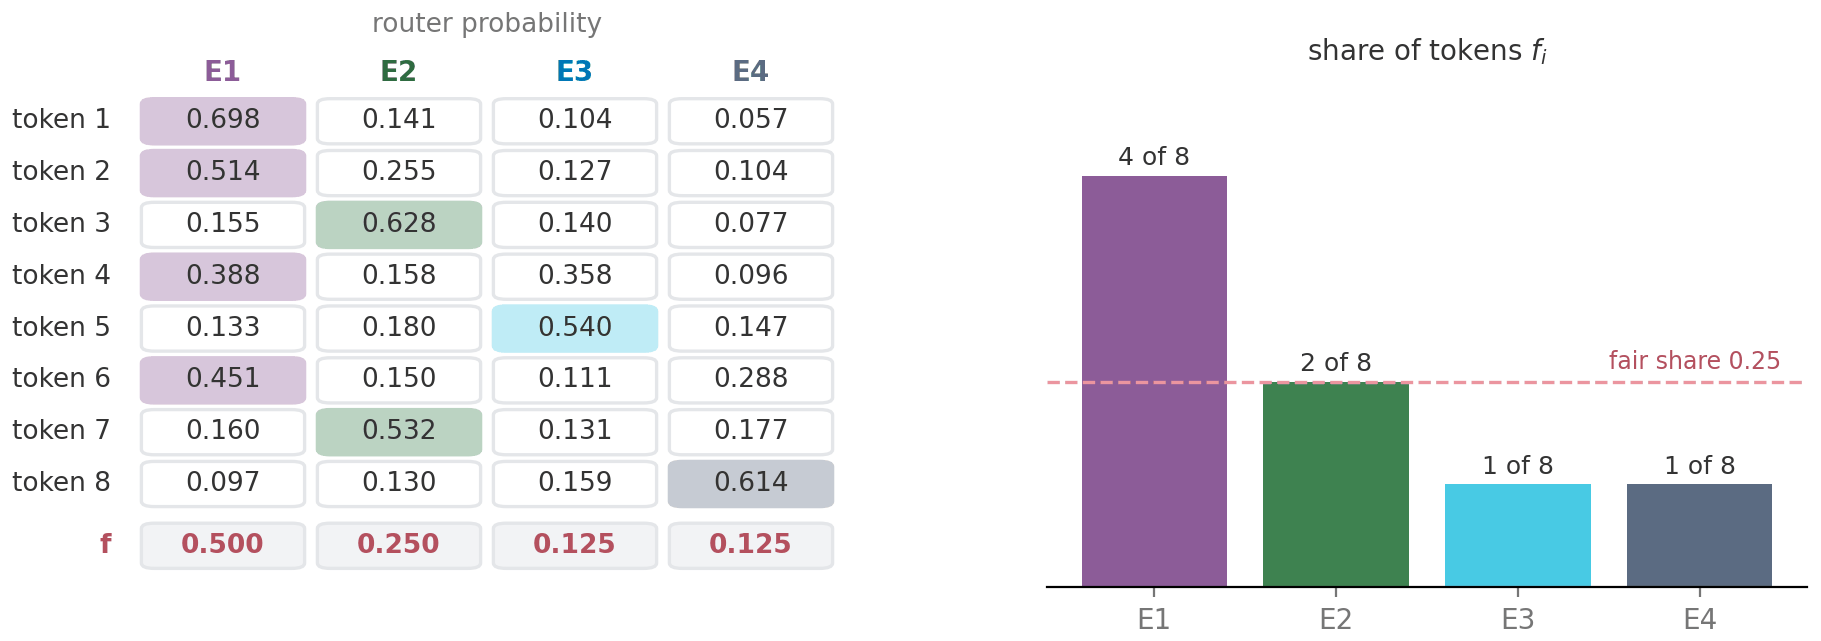 router probability
E1 E2 E3 E4
token 1 0.698 0.141 0.104 0.057
token 2 0.514 0.255 0.127 0.104
token 3 0.155 0.628 0.140 0.077
token 4 0.388 0.158 0.358 0.096
token 5 0.133 0.180 0.540 0.147
token 6 0.451 0.150 0.111 0.288
token 7 0.160 0.532 0.131 0.177
token 8 0.097 0.130 0.159 0.614
f 0.500 0.250 0.125 0.125
share of tokens fᵢ
4 of 8
2 of 8
fair share 0.25
1 of 8 1 of 8
E1 E2 E3 E4